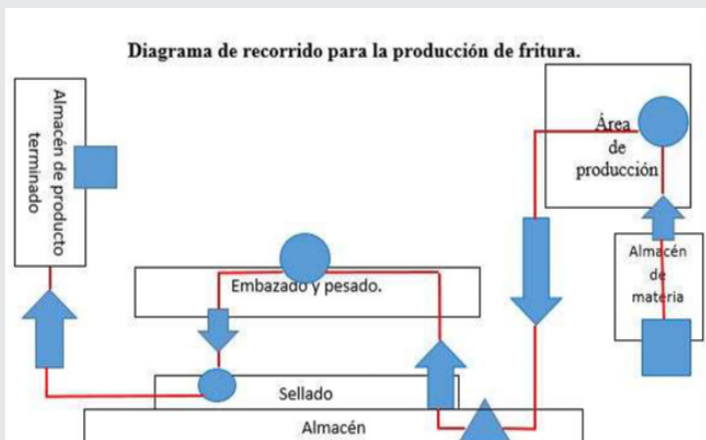 Diagrama de recorrido para la producción de fritura.
Almacén de producto
terminado
Área
de
producción
Almacén
de
materia
Embazado y pesado.
Sellado
Almacén